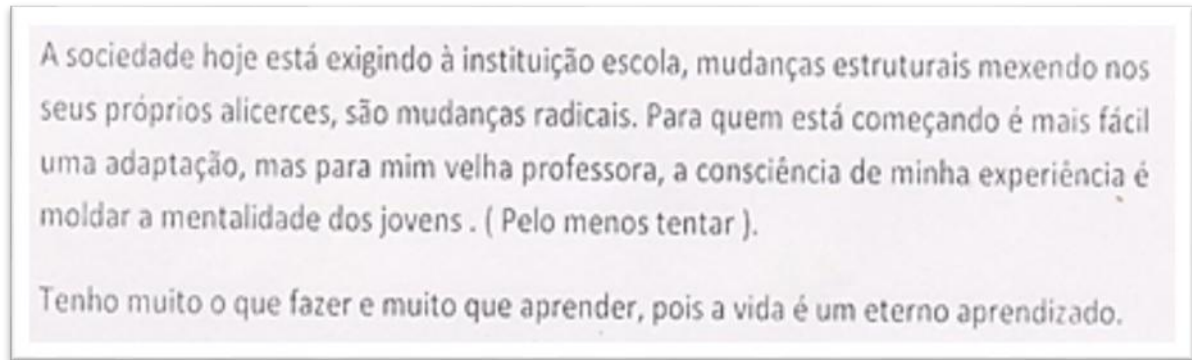 A sociedade hoje está exigindo à instituição escola, mudanças estruturais mexendo nos
seus próprios alicerces, são mudanças radicais. Para quem está começando é mais fácil
uma adaptação, mas para mim velha professora, a consciência de minha experiência é
moldar a mentalidade dos jovens . ( Pelo menos tentar ).
Tenho muito o que fazer e muito que aprender, pois a vida é um eterno aprendizado.